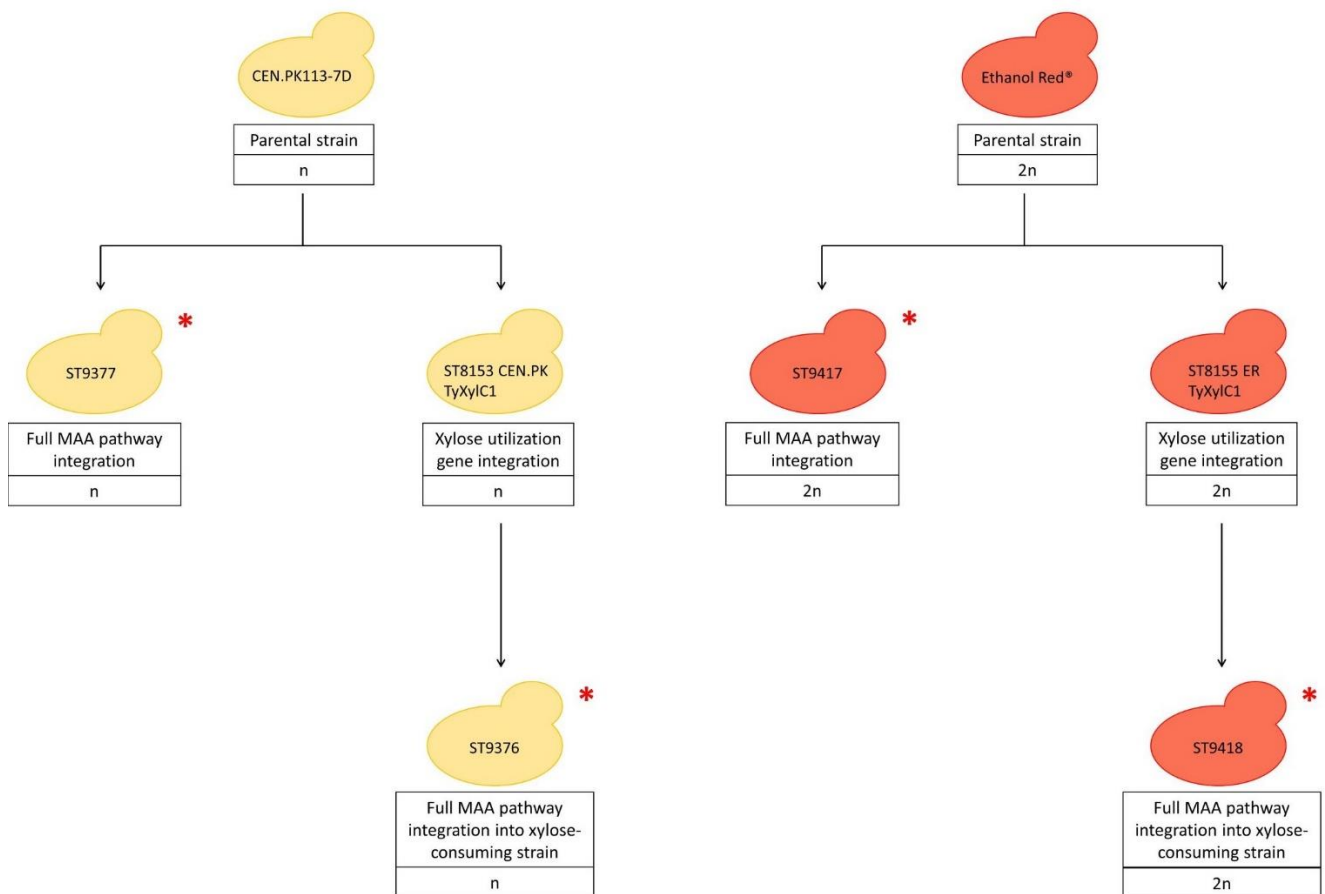 CEN.PK113-7D
Parental strain
n
Ethanol Red®
Parental strain
2n
*
ST9377
Full MAA pathway
integration
n
ST8153 CEN.PK
TyXylC1
Xylose utilization
gene integration
n
*
ST9417
Full MAA pathway
integration
2n
ST8155 ER
TyXylC1
Xylose utilization
gene integration
2n
*
ST9376
Full MAA pathway
integration into xylose-
consuming strain
n
*
ST9418
Full MAA pathway
integration into xylose-
consuming strain
2n